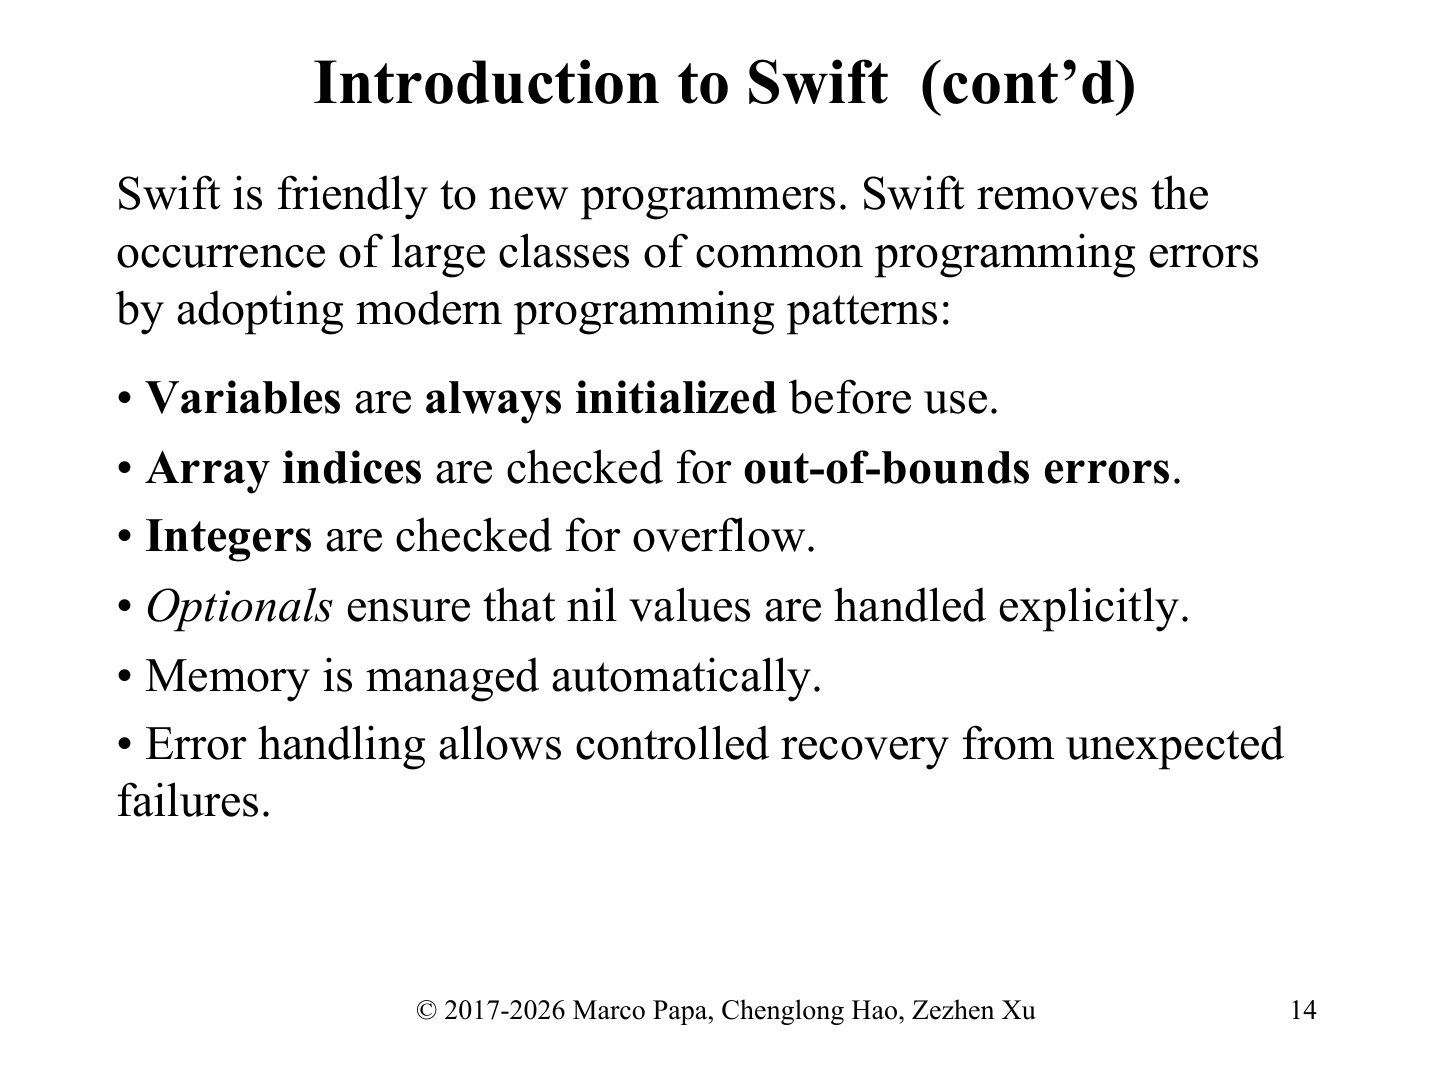 Introduction to Swift  (cont’d)
Swift is friendly to new programmers. Swift removes the
occurrence of large classes of common programming errors
by adopting modern programming patterns:
• Variables are always initialized before use.
• Array indices are checked for out-of-bounds errors.
• Integers are checked for overflow.
• Optionals ensure that nil values are handled explicitly.
• Memory is managed automatically.
• Error handling allows controlled recovery from unexpected
failures.
© 2017-2026 Marco Papa, Chenglong Hao, Zezhen Xu
14